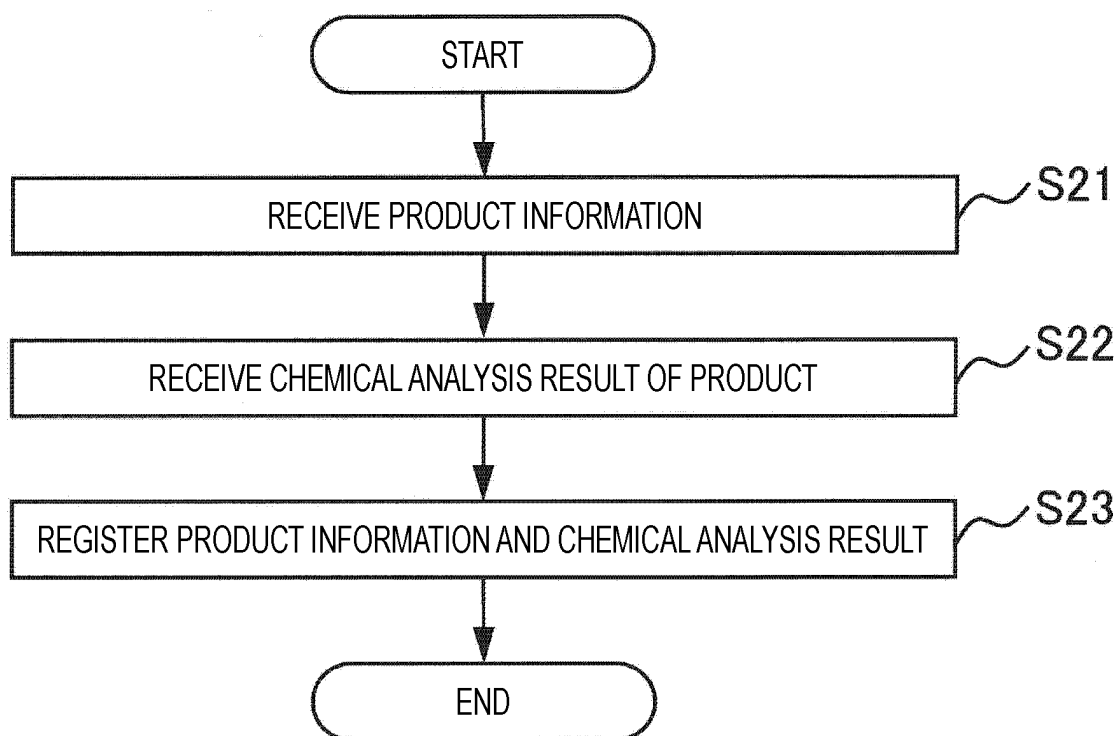 START
RECEIVE PRODUCT INFORMATION
S21
RECEIVE CHEMICAL ANALYSIS RESULT OF PRODUCT
S22
REGISTER PRODUCT INFORMATION AND CHEMICAL ANALYSIS RESULT
S23
END